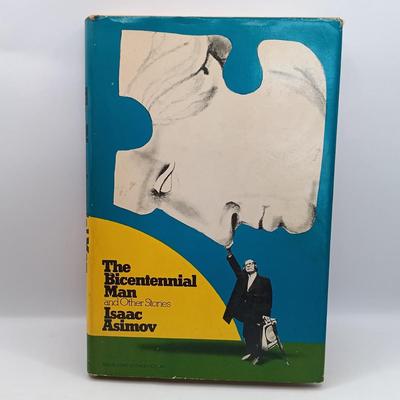 The
Bicentennial
Man
and Other Stories
Isaac
Asimov